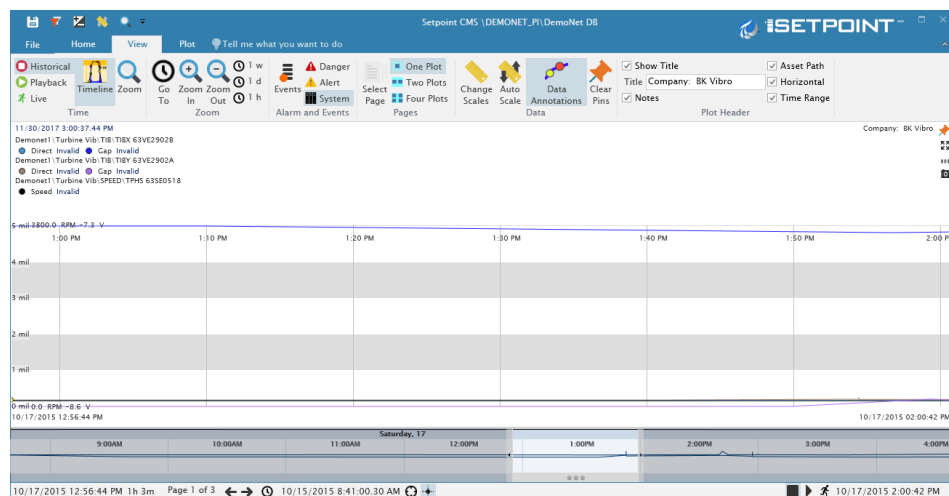 Setpoint CMS \DEMONET_PI\DemoNet DB
SETPOINT
File Home View Plot Tell me what you want to do
Historical
Playback
Live
Timeline
Zoom
Time
Go To
Zoom In
Zoom Out
1 w
1 d
1 h
Zoom
Events
Danger
Alert
System
Alarm and Events
Select Page
One Plot
Two Plots
Four Plots
Pages
Change Scales
Auto Scale
Data Annotations
Clear Pins
Data
Show Title
Title Company: BK Vibro
Notes
Asset Path
Horizontal
Time Range
Plot Header
11/30/2017 3:00:37.44 PM
Company: BK Vibro
Demonet1\Turbine Vib\TIB\TIBX 63VE2902B
Direct Invalid Gap Invalid
Demonet1\Turbine Vib\TIB\TIBY 63VE2902A
Direct Invalid Gap Invalid
Demonet1\Turbine Vib\SPEED\TPHS 63SE0518
Speed Invalid
5 mil 3800.0 RPM -7.3 V
1:00 PM 1:10 PM 1:20 PM 1:30 PM 1:40 PM 1:50 PM 2:00 P
4 mil
3 mil
2 mil
1 mil
0 mil 0.0 RPM -8.6 V
10/17/2015 12:56:44 PM 10/17/2015 02:00:42 PM
Saturday, 17
9:00AM 10:00AM 11:00AM 12:00PM 1:00PM 2:00PM 3:00PM 4:00PM
10/17/2015 12:56:44 PM 1h 3m Page 1 of 3 10/15/2015 8:41:00.30 AM 10/17/2015 2:00:42 PM